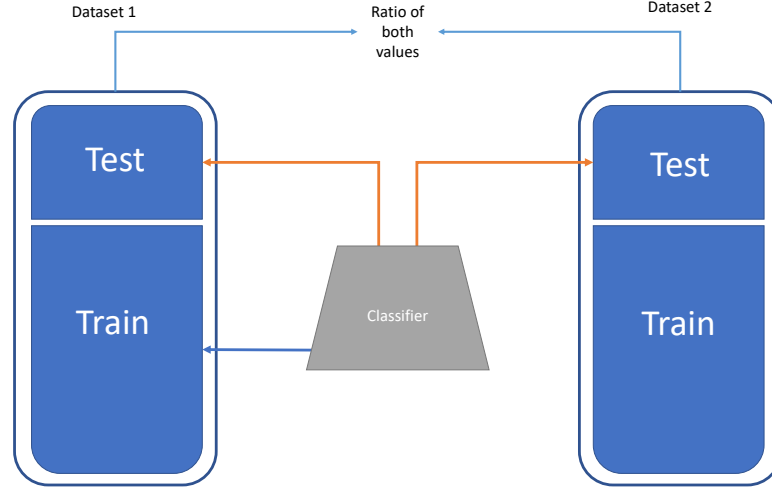 Dataset 1
Ratio of
both
values
Dataset 2
Test
Test
Train
Classifier
Train